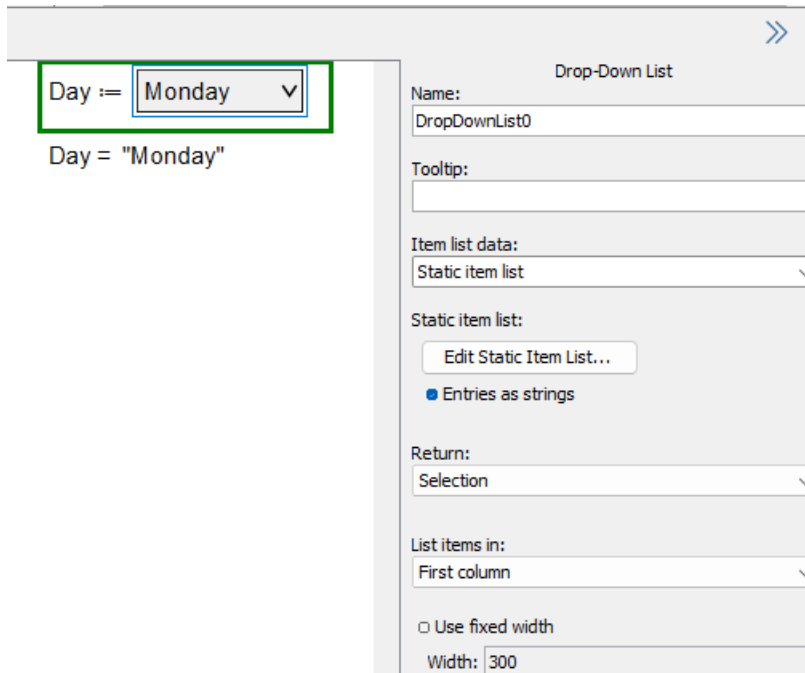 Day := Monday
Day = "Monday"
Drop-Down List
Name:
DropDownList0
Tooltip:
Item list data:
Static item list
Static item list:
Edit Static Item List...
Entries as strings
Return:
Selection
List items in:
First column
Use fixed width
Width: 300